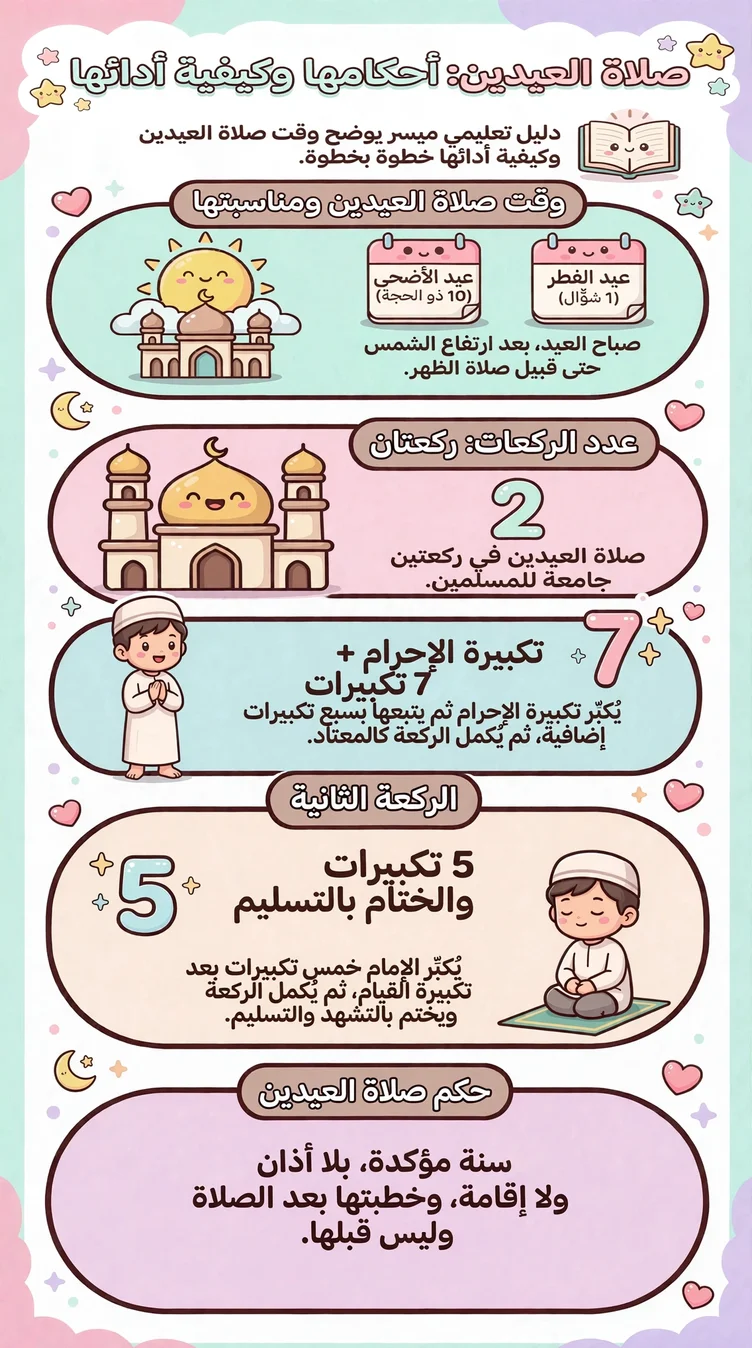 صلاة العيدين: أحكامها وكيفية أدائها
دليل تعليمي ميسر يوضح وقت صلاة العيدين
وكيفية أدائها خطوة بخطوة.
وقت صلاة العيدين ومناسبتها
عيد الفطر
(1 شوَّال)
عيد الأضحى
(10 ذو الحجة)
صباح العيد، بعد ارتفاع الشمس
حتى قبيل صلاة الظهر.
عدد الركعات: ركعتان
2
صلاة العيدين في ركعتين
جامعة للمسلمين.
7
تكبيرة الإحرام +
7 تكبيرات
يُكبِّر تكبيرة الإحرام ثم يتبعها بسبع تكبيرات
إضافية، ثم يُكمل الركعة كالمعتاد.
الركعة الثانية
5
5 تكبيرات
والختام بالتسليم
يُكبِّر الإمام خمس تكبيرات بعد
تكبيرة القيام، ثم يُكمل الركعة
ويختم بالتشهد والتسليم.
حكم صلاة العيدين
سنة مؤكدة، بلا أذان
ولا إقامة، وخطبتها بعد الصلاة
وليس قبلها.